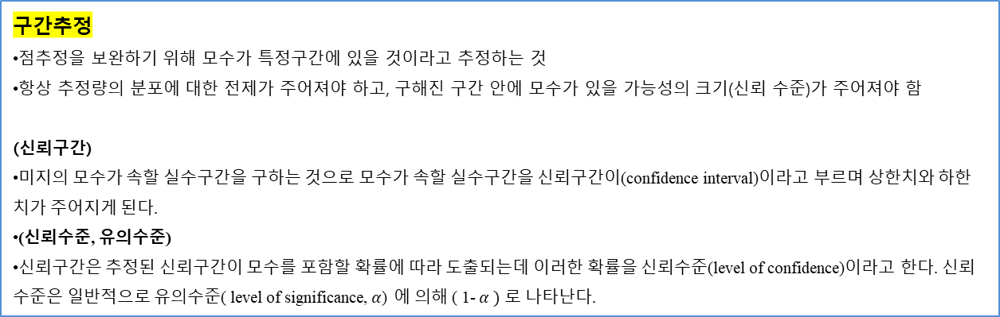 구간추정
•점추정을 보완하기 위해 모수가 특정구간에 있을 것이라고 추정하는 것
•항상 추정량의 분포에 대한 전제가 주어져야 하고, 구해진 구간 안에 모수가 있을 가능성의 크기(신뢰 수준)가 주어져야 함
(신뢰구간)
•미지의 모수가 속할 실수구간을 구하는 것으로 모수가 속할 실수구간을 신뢰구간이(confidence interval)이라고 부르며 상한치와 하한
치가 주어지게 된다.
•(신뢰수준, 유의수준)
•신뢰구간은 추정된 신뢰구간이 모수를 포함할 확률에 따라 도출되는데 이러한 확률을 신뢰수준(level of confidence)이라고 한다. 신뢰
수준은 일반적으로 유의수준( level of significance, 𝛼) 에 의해 ( 1- 𝛼 ) 로 나타난다.